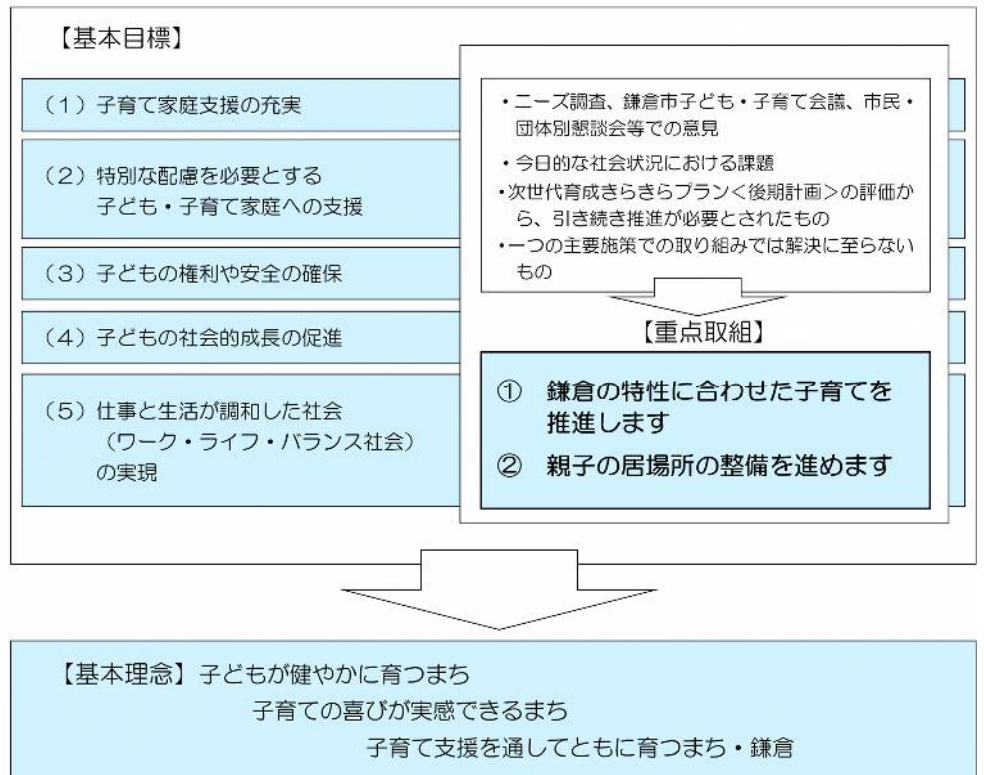 【基本目標】
（１）子育て家庭支援の充実
（２）特別な配慮を必要とする
子ども・子育て家庭への支援
（３）子どもの権利や安全の確保
（４）子どもの社会的成長の促進
（５）仕事と生活が調和した社会
（ワーク・ライフ・バランス社会）
の実現
・ニーズ調査、鎌倉市子ども・子育て会議、市民・
団体別懇談会等での意見
・今日的な社会状況における課題
・次世代育成きらきらプラン＜後期計画＞の評価か
ら、引き続き推進が必要とされたもの
・一つの主要施策での取り組みでは解決に至らない
もの
【重点取組】
① 鎌倉の特性に合わせた子育てを
推進します
② 親子の居場所の整備を進めます
【基本理念】子どもが健やかに育つまち
子育ての喜びが実感できるまち
子育て支援を通してともに育つまち・鎌倉